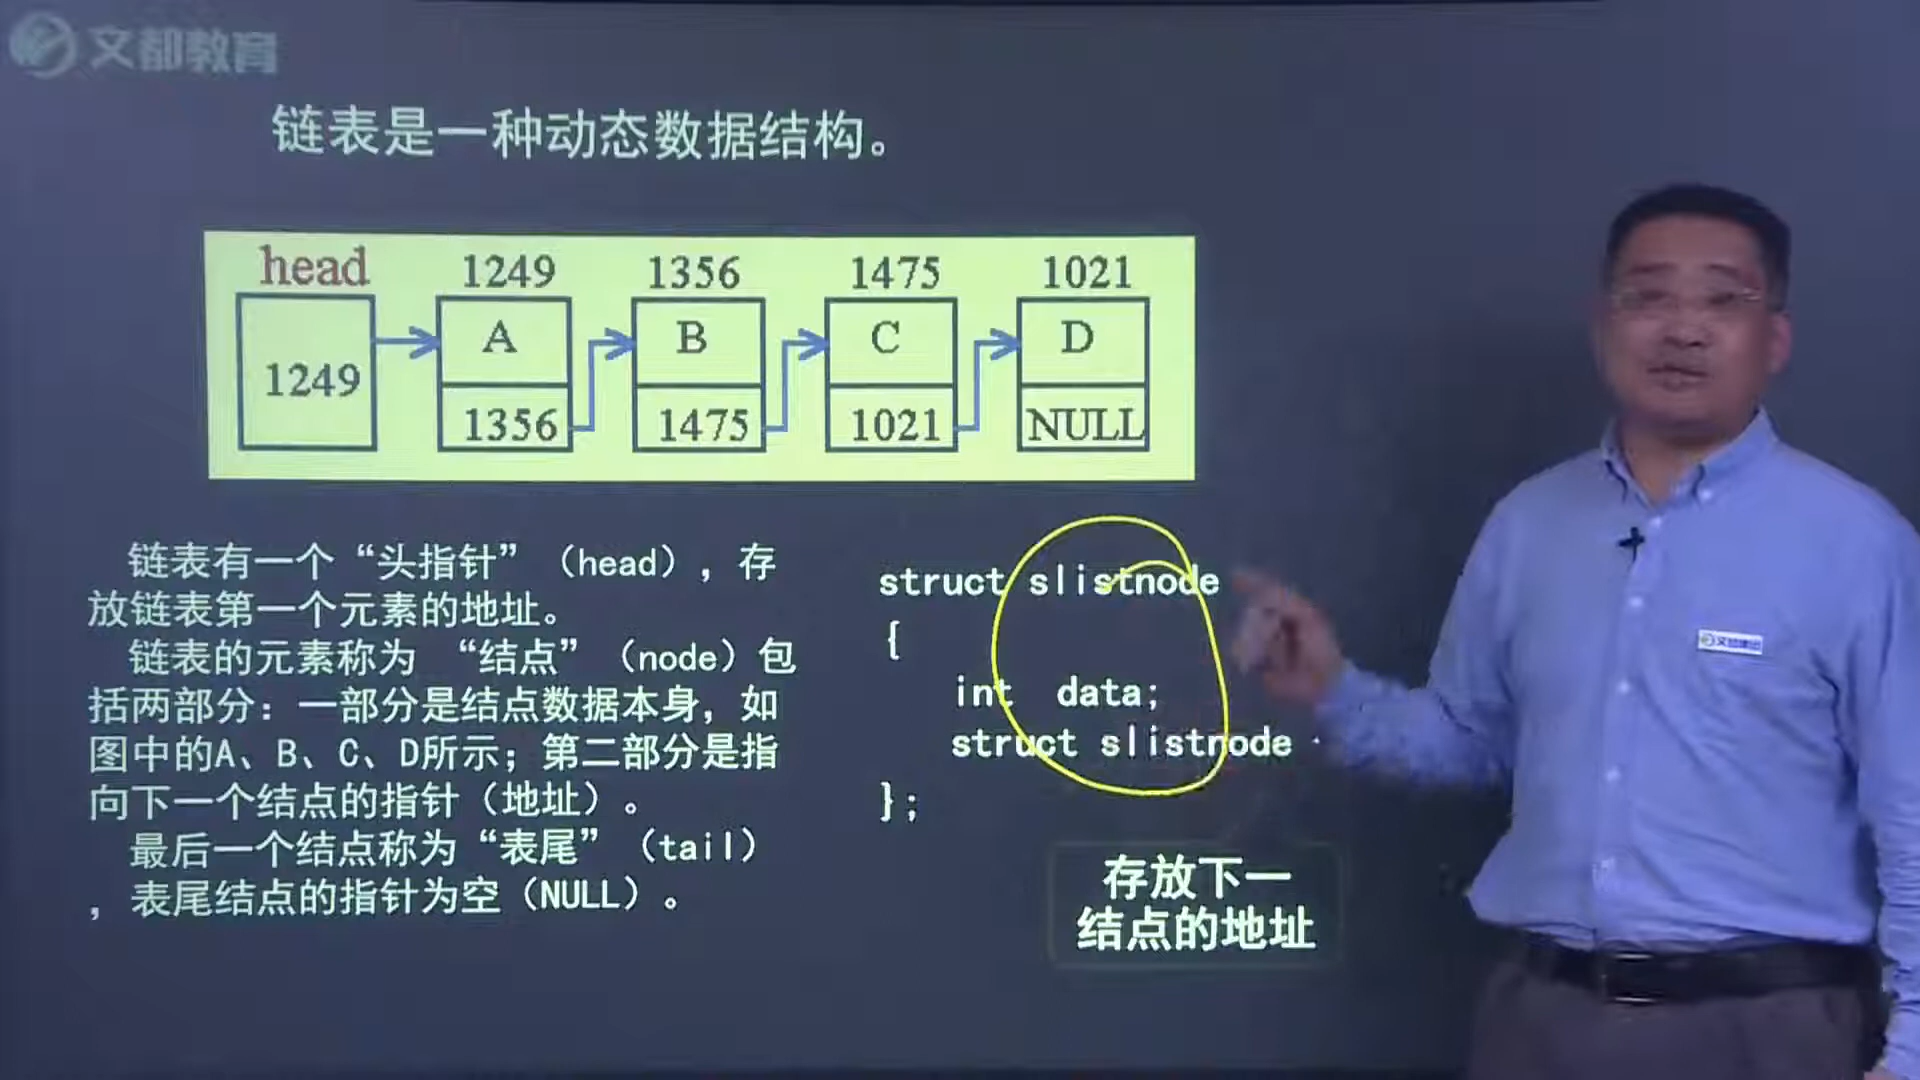 文都教育
链表是一种动态数据结构。
head 1249 1356 1475 1021
A B C D
1249
1356 1475 1021 NULL
链表有一个“头指针”（head），存
放链表第一个元素的地址。
链表的元素称为 “结点”（node）包
括两部分：一部分是结点数据本身，如
图中的A、B、C、D所示；第二部分是指
向下一个结点的指针（地址）。
最后一个结点称为“表尾”（tail）
，表尾结点的指针为空（NULL）。
struct slistnode
{
int data;
struct slistnode
};
存放下一
结点的地址